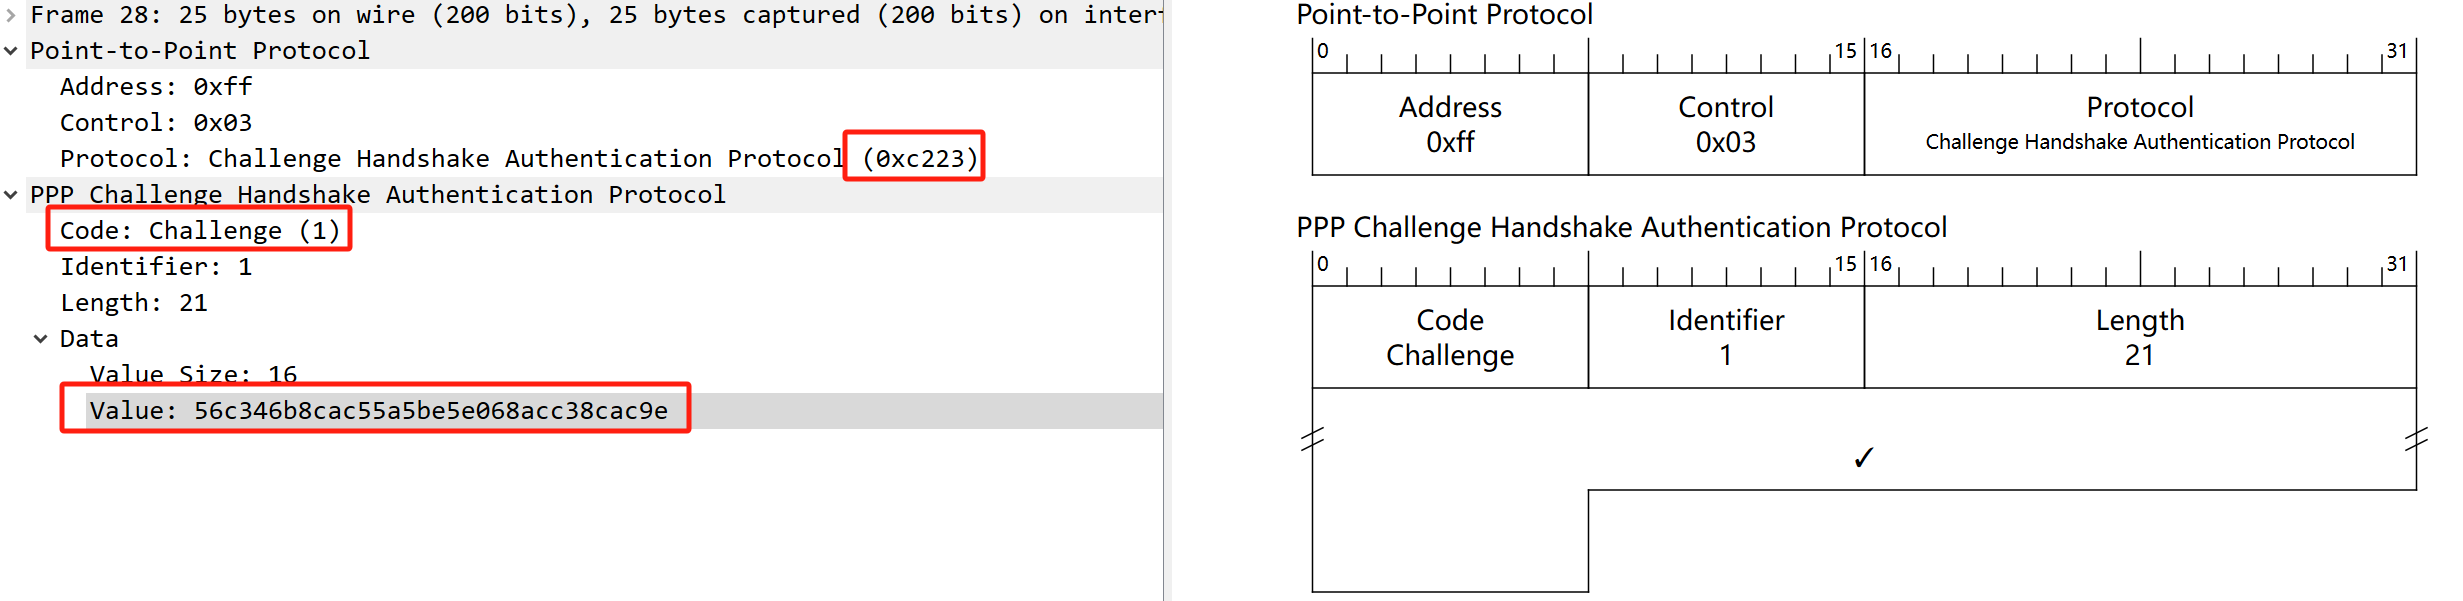 Frame 28: 25 bytes on wire (200 bits), 25 bytes captured (200 bits) on
Point-to-Point Protocol
Address: 0xff
Control: 0x03
Protocol: Challenge Handshake Authentication Protocol (0xc223)
PPP Challenge Handshake Authentication Protocol
Code: Challenge (1)
Identifier: 1
Length: 21
Data
Value Size: 16
Value: 56c346b8cac55a5be5e068acc38cac9e
Point-to-Point Protocol
0 15 16 31
Address Control Protocol
0xff 0x03 Challenge Handshake Authentication Protocol
PPP Challenge Handshake Authentication Protocol
0 15 16 31
Code Identifier Length
Challenge 1 21
✓